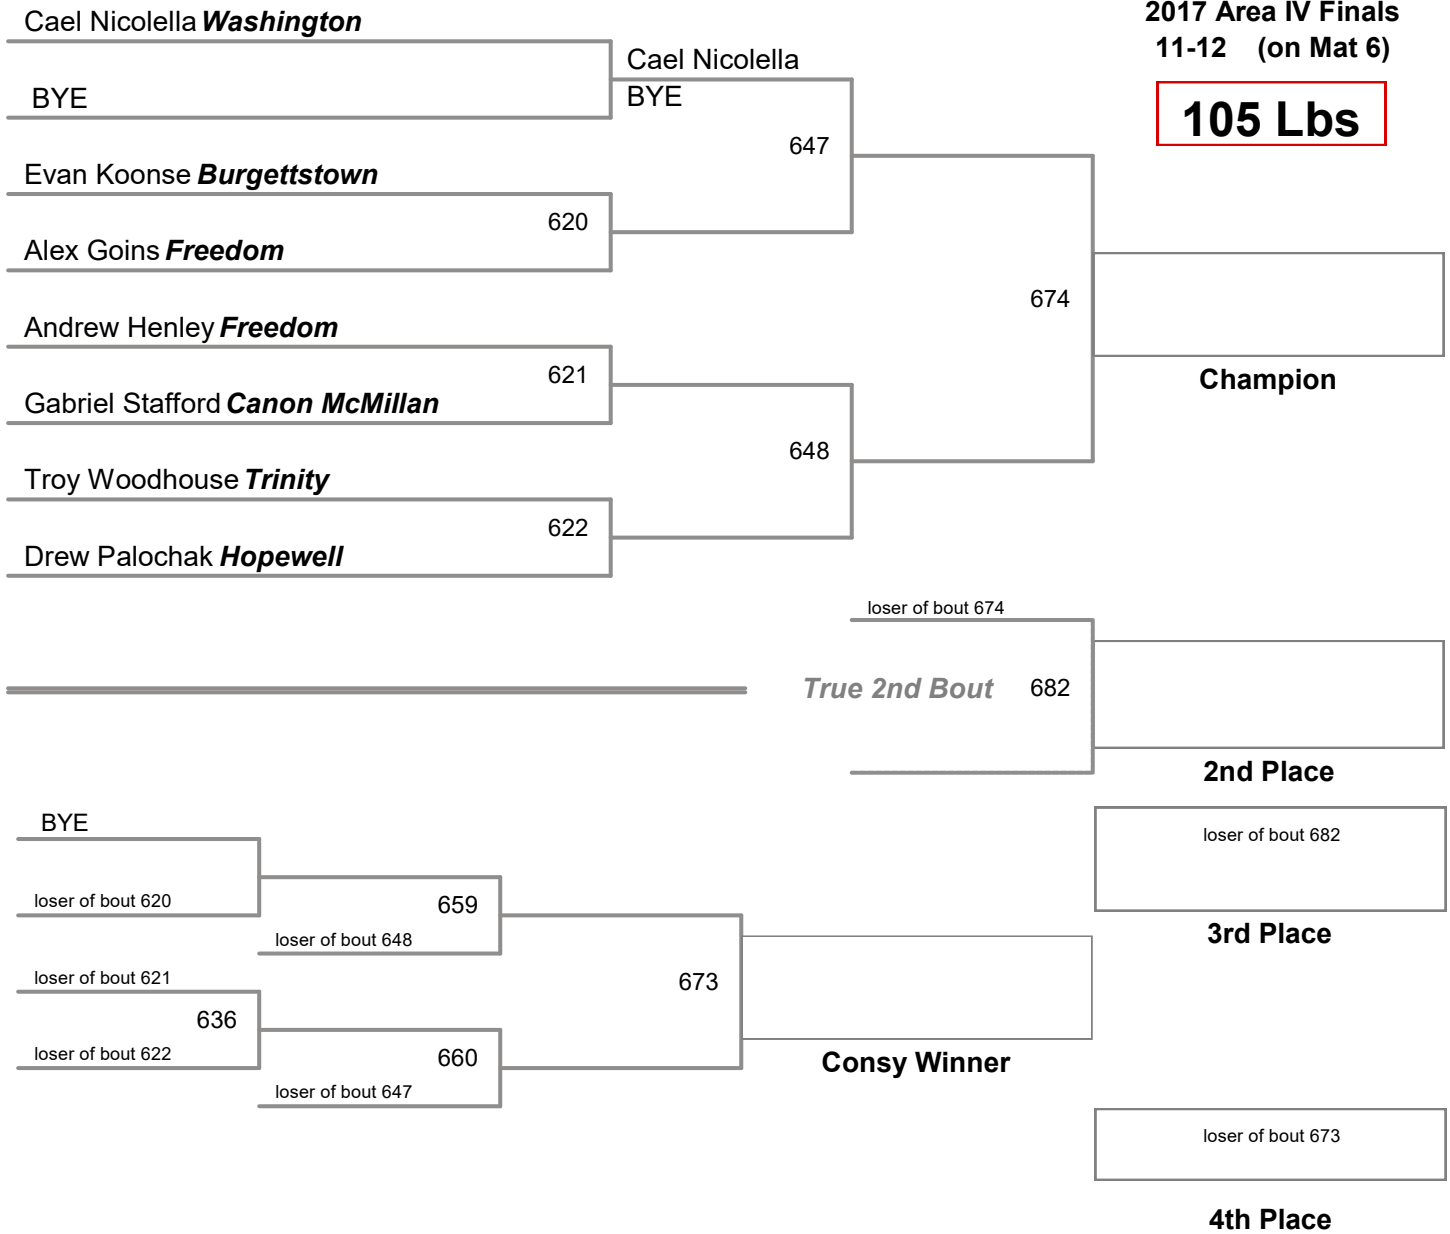 Cael Nicolella Washington
2017 Area IV Finals
11-12 (on Mat 6)
105 Lbs
Cael Nicolella
BYE
BYE
647
Evan Koonse Burgettstown
620
Alex Goins Freedom
674
Andrew Henley Freedom
621
Champion
Gabriel Stafford Canon McMillan
648
Troy Woodhouse Trinity
622
Drew Palochak Hopewell
loser of bout 674
True 2nd Bout 682
2nd Place
BYE
loser of bout 682
loser of bout 620
659
loser of bout 648
3rd Place
loser of bout 621
673
636
loser of bout 622
660
Consy Winner
loser of bout 647
loser of bout 673
4th Place